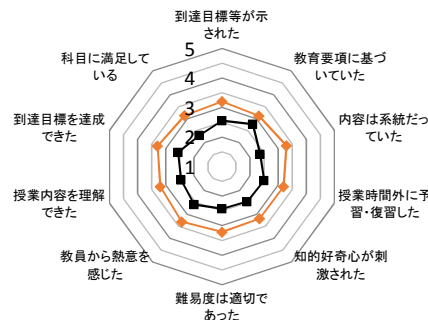 到達目標等が示
された
教育要項に基づ
いていた
内容は系統だっ
ていた
授業時間外に予
習・復習した
知的好奇心が刺
激された
難易度は適切で
あった
教員から熱意を
感じた
授業内容を理解
できた
到達目標を達成
できた
科目に満足して
いる
5
4
3
2
1